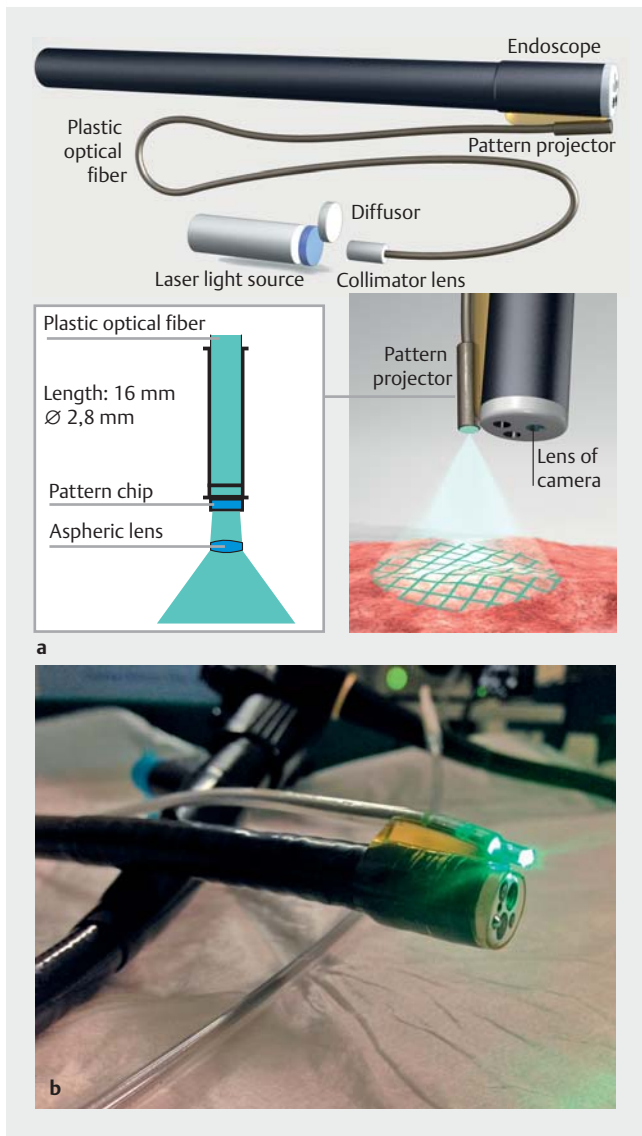 Endoscope
Plastic
optical
fiber
Pattern projector
Diffusor
Laser light source
Collimator lens
Plastic optical fiber
Length: 16 mm
Ø 2,8 mm
Pattern chip
Aspheric lens
Pattern
projector
Lens of
camera
a
b